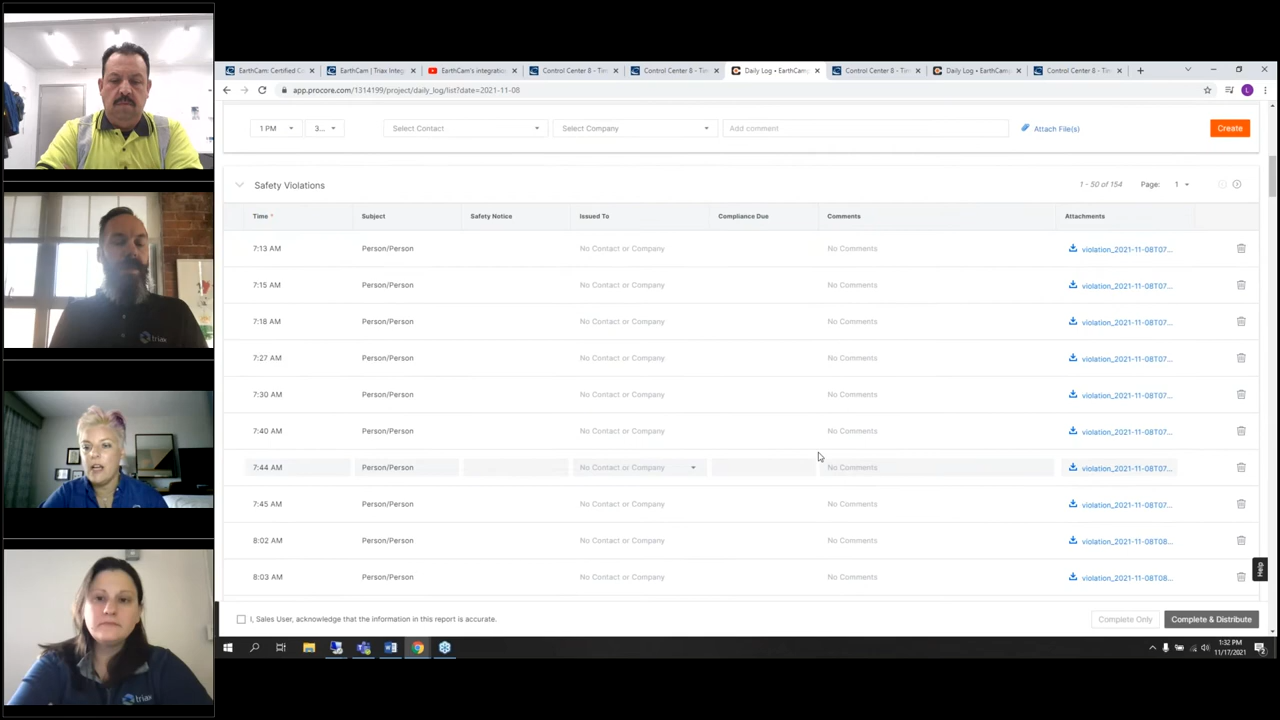 EarthCam: Certified C
EarthCam | Triax Integ
EarthCam's integration
Control Center 8 - Tim
Control Center 8 - Tim
Daily Log • EarthCam
Control Center 8 - Tim
Daily Log • EarthCam
Control Center 8 - Tim
app.procore.com/1314199/project/daily_log/list?date=2021-11-08
L
1 PM 3... Select Contact Select Company Add comment Attach File(s) Create
Safety Violations 1 - 50 of 154 Page: 1
Time * Subject Safety Notice Issued To Compliance Due Comments Attachments
7:13 AM Person/Person No Contact or Company No Comments violation_2021-11-08T07...
7:15 AM Person/Person No Contact or Company No Comments violation_2021-11-08T07...
7:18 AM Person/Person No Contact or Company No Comments violation_2021-11-08T07...
7:27 AM Person/Person No Contact or Company No Comments violation_2021-11-08T07...
7:30 AM Person/Person No Contact or Company No Comments violation_2021-11-08T07...
7:40 AM Person/Person No Contact or Company No Comments violation_2021-11-08T07...
7:44 AM Person/Person No Contact or Company No Comments violation_2021-11-08T07...
7:45 AM Person/Person No Contact or Company No Comments violation_2021-11-08T07...
8:02 AM Person/Person No Contact or Company No Comments violation_2021-11-08T08...
8:03 AM Person/Person No Contact or Company No Comments violation_2021-11-08T08...
Help
I, Sales User, acknowledge that the information in this report is accurate. Complete Only Complete & Distribute
1:32 PM
11/17/2021
triax
triax